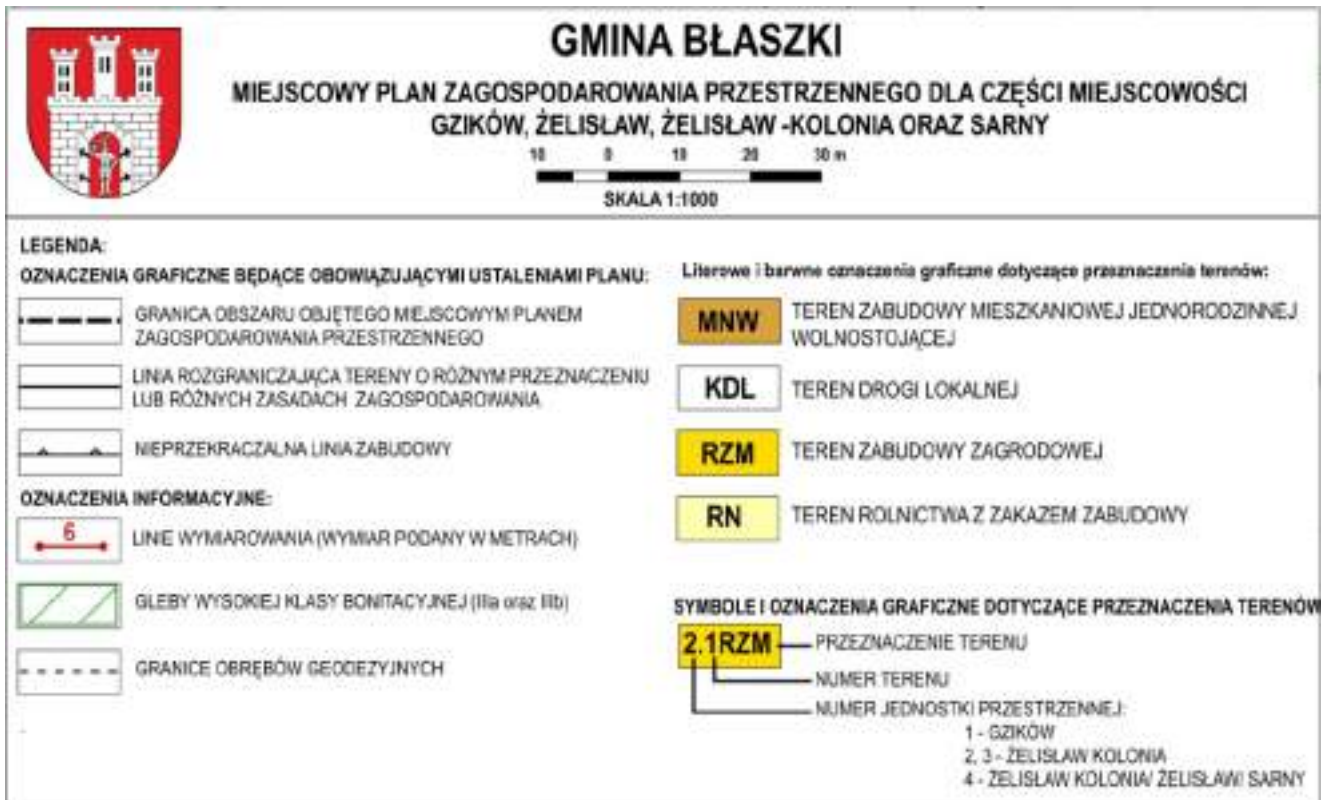 GMINA BŁASZKI
MIEJSCOWY PLAN ZAGOSPODAROWANIA PRZESTRZENNEGO DLA CZĘŚCI MIEJSCOWOŚCI
GZIKÓW, ŻELISŁAW, ŻELISŁAW -KOLONIA ORAZ SARNY
10 0 10 20 30 m
SKALA 1:1000
LEGENDA:
OZNACZENIA GRAFICZNE BĘDĄCE OBOWIĄZUJĄCYMI USTALENIAMI PLANU:
GRANICA OBSZARU OBJĘTEGO MIEJSCOWYM PLANEM
ZAGOSPODAROWANIA PRZESTRZENNEGO
LINIA ROZGRANICZAJĄCA TERENY O RÓŻNYM PRZEZNACZENIU
LUB RÓŻNYCH ZASADACH ZAGOSPODAROWANIA
NIEPRZEKRACZALNA LINIA ZABUDOWY
OZNACZENIA INFORMACYJNE:
6
LINIE WYMIAROWANIA (WYMIAR PODANY W METRACH)
GLEBY WYSOKIEJ KLASY BONITACYJNEJ (IIIa oraz IIIb)
GRANICE OBRĘBÓW GEODEZYJNYCH
Literowe i barwne oznaczenia graficzne dotyczące przeznaczenia terenów:
MNW
TEREN ZABUDOWY MIESZKANIOWEJ JEDNORODZINNEJ
WOLNOSTOJĄCEJ
KDL
TEREN DROGI LOKALNEJ
RZM
TEREN ZABUDOWY ZAGRODOWEJ
RN
TEREN ROLNICTWA Z ZAKAZEM ZABUDOWY
SYMBOLE I OZNACZENIA GRAFICZNE DOTYCZĄCE PRZEZNACZENIA TERENÓW
2.1RZM
PRZEZNACZENIE TERENU
NUMER TERENU
NUMER JEDNOSTKI PRZESTRZENNEJ:
1 - GZIKÓW
2, 3 - ŻELISŁAW KOLONIA
4 - ŻELISŁAW KOLONIA/ ŻELISŁAW/ SARNY